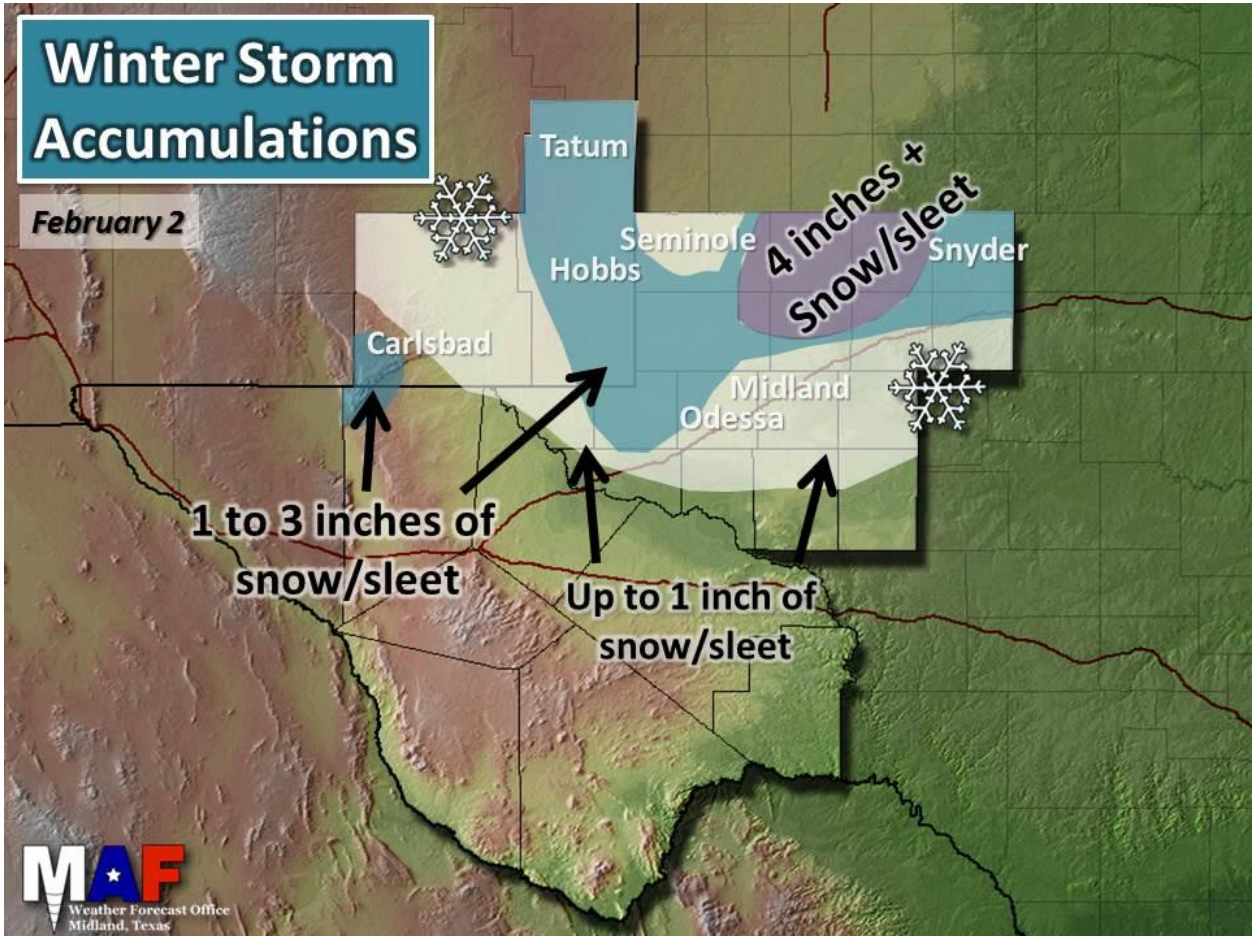 Winter Storm
Accumulations
February 2
Tatum
4 inches +
Snow/sleet
Seminole
Snyder
Hobbs
Carlsbad
Midland
Odessa
1 to 3 inches of
snow/sleet
Up to 1 inch of
snow/sleet
MAF
Weather Forecast Office
Midland, Texas